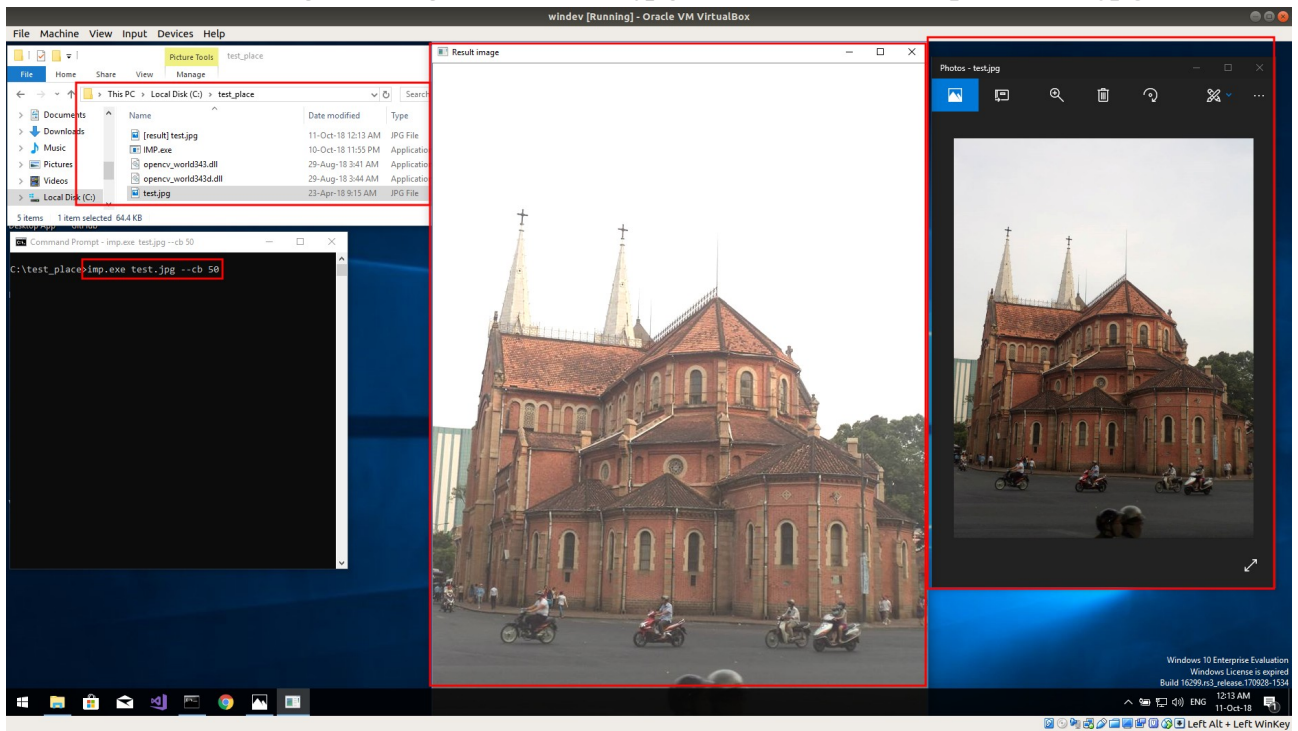 windev [Running] - Oracle VM VirtualBox
File Machine View Input Devices Help
Picture Tools test_place
File Home Share View Manage
This PC > Local Disk (C:) > test_place
Search
Documents
Downloads
Music
Pictures
Videos
Local Disk (C:)
Name Date modified Type
[result] test.jpg 11-Oct-18 12:13 AM JPG File
IMP.exe 10-Oct-18 11:55 PM Applicatio
opencv_world343.dll 29-Aug-18 3:41 AM Applicatio
opencv_world343d.dll 29-Aug-18 3:44 AM Applicatio
test.jpg 23-Apr-18 9:15 AM JPG File
5 items 1 item selected 64.4 KB
Command Prompt - imp.exe test.jpg --cb 50
C:\test_place>imp.exe test.jpg --cb 50
Result image
Photos - test.jpg
Windows 10 Enterprise Evaluation
Windows License is expired
Build 16299.rs3_release.170928-1534
ENG
12:13 AM
11-Oct-18
Left Alt + Left WinKey